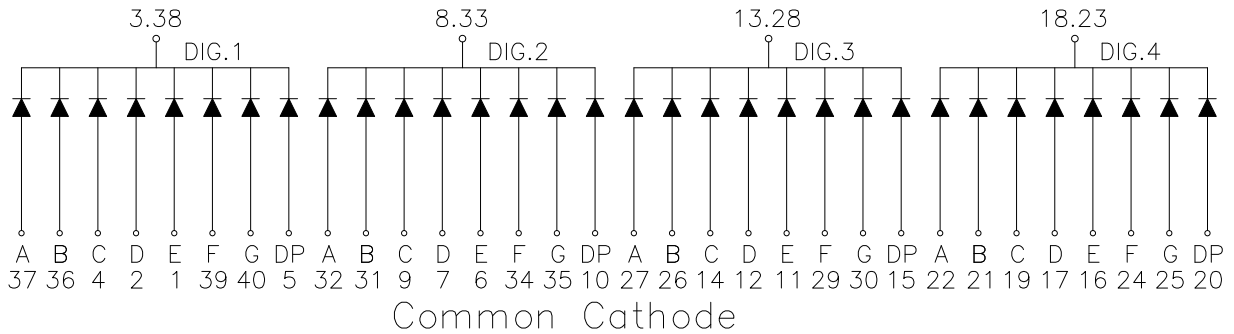 3.38 8.33 13.28 18.23
DIG.1 DIG.2 DIG.3 DIG.4
A B C D E F G DP A B C D E F G DP A B C D E F G DP A B C D E F G DP
37 36 4 2 1 39 40 5 32 31 9 7 6 34 35 10 27 26 14 12 11 29 30 15 22 21 19 17 16 24 25 20
Common Cathode